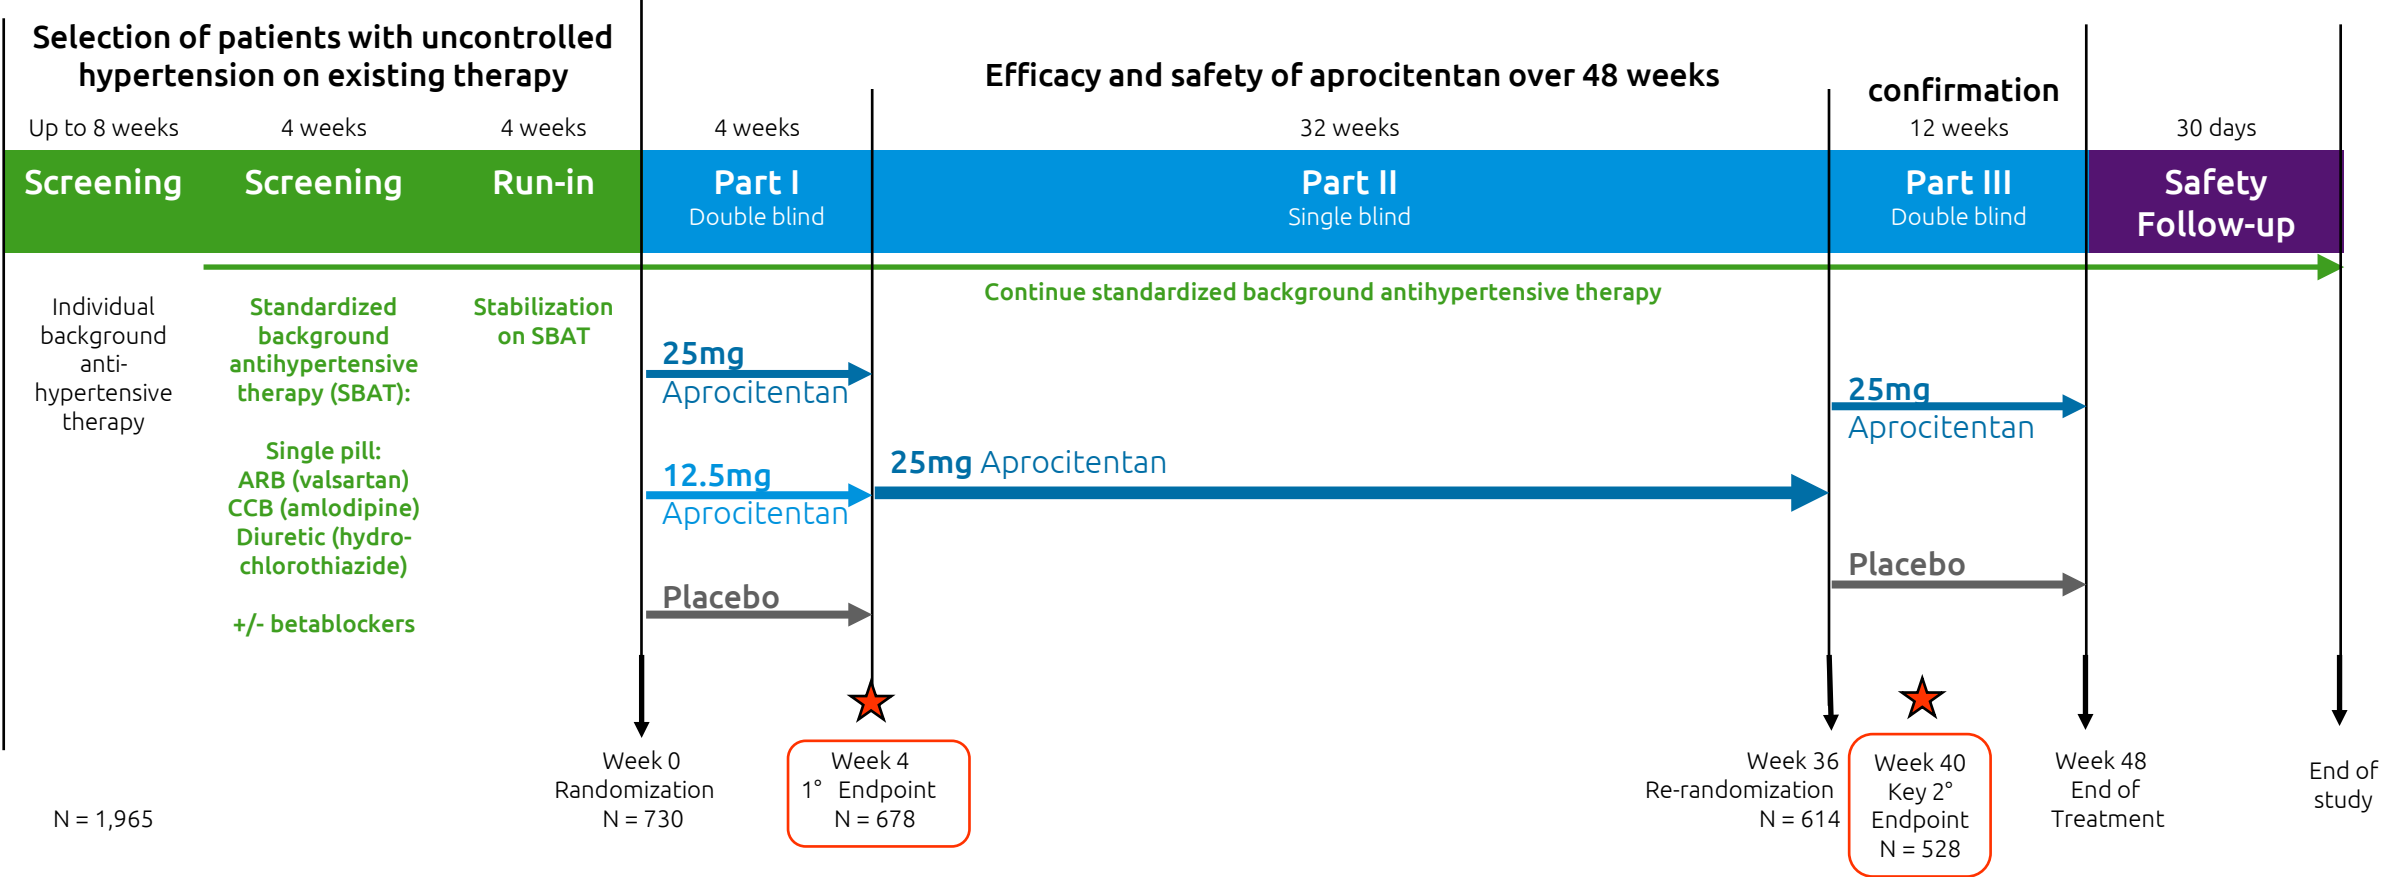 Selection of patients with uncontrolled
hypertension on existing therapy
Efficacy and safety of aprocitentan over 48 weeks
confirmation
Up to 8 weeks
4 weeks
4 weeks
4 weeks
32 weeks
12 weeks
30 days
Screening
Screening
Run-in
Part I
Double blind
Part II
Single blind
Part III
Double blind
Safety
Follow-up
Continue standardized background antihypertensive therapy
Individual
background
anti-
hypertensive
therapy
Standardized
background
antihypertensive
therapy (SBAT):
Single pill:
ARB (valsartan)
CCB (amlodipine)
Diuretic (hydro-
chlorothiazide)
+/- betablockers
Stabilization
on SBAT
25mg
Aprocitentan
12.5mg
Aprocitentan
Placebo
25mg Aprocitentan
25mg
Aprocitentan
Placebo
N = 1,965
Week 0
Randomization
N = 730
Week 4
1° Endpoint
N = 678
Week 36
Re-randomization
N = 614
Week 40
Key 2°
Endpoint
N = 528
Week 48
End of
Treatment
End of
study